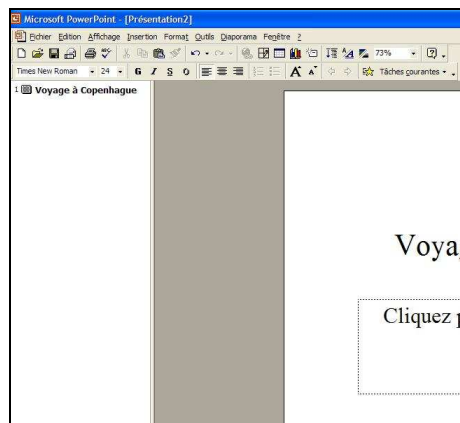 Microsoft PowerPoint - [Présentation2]
Fichier Edition Affichage Insertion Format Outils Diaporama Fenêtre ?
73%
Times New Roman 24 G I S O A A Tâches courantes
1 Voyage à Copenhague
Voya
Cliquez p